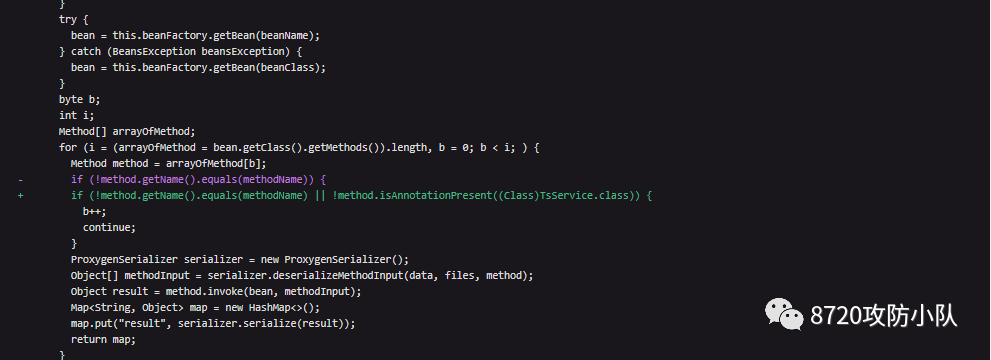 }
try {
bean = this.beanFactory.getBean(beanName);
} catch (BeansException beansException) {
bean = this.beanFactory.getBean(beanClass);
}
byte b;
int i;
Method[] arrayOfMethod;
for (i = (arrayOfMethod = bean.getClass().getMethods()).length, b = 0; b < i; ) {
Method method = arrayOfMethod[b];
- if (!method.getName().equals(methodName)) {
+ if (!method.getName().equals(methodName) || !method.isAnnotationPresent((Class)TsService.class)) {
b++;
continue;
}
ProxygenSerializer serializer = new ProxygenSerializer();
Object[] methodInput = serializer.deserializeMethodInput(data, files, method);
Object result = method.invoke(bean, methodInput);
Map<String, Object> map = new HashMap<>();
map.put("result", serializer.serialize(result));
return map;
}
8720攻防小队